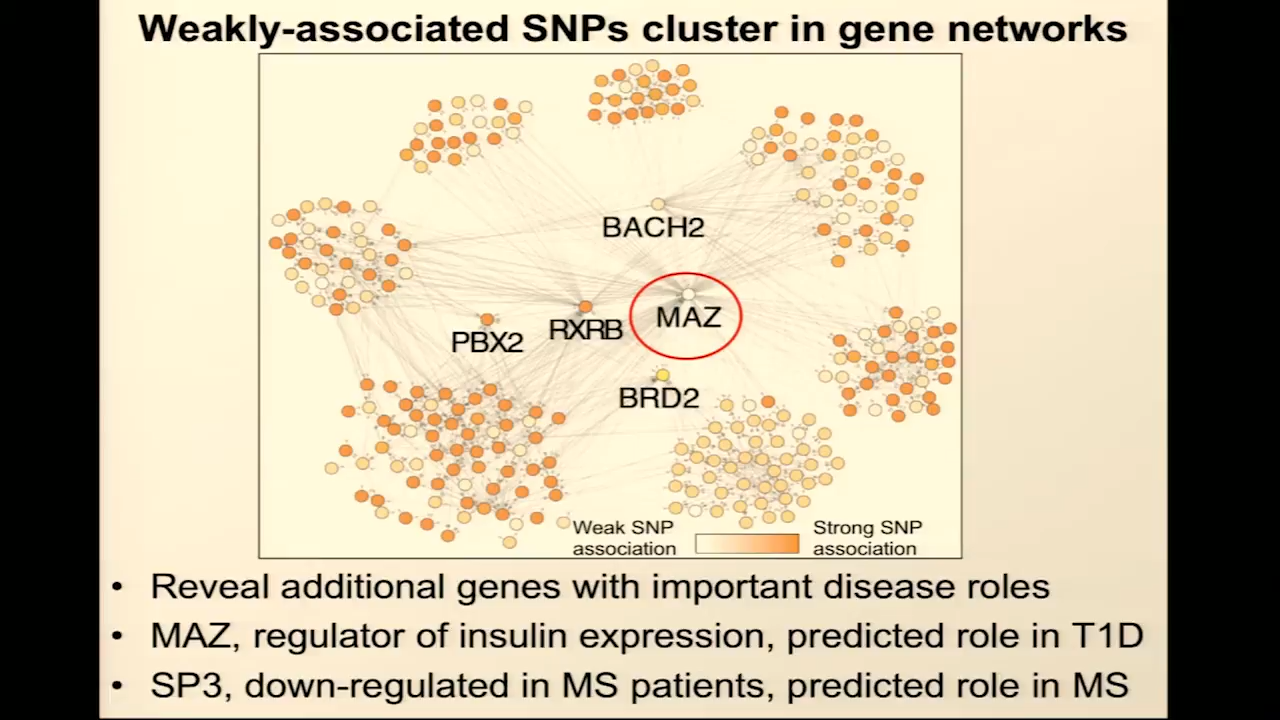 Weakly-associated SNPs cluster in gene networks
BACH2
MAZ
RXRB
PBX2
BRD2
Weak SNP
association
Strong SNP
association
• Reveal additional genes with important disease roles
• MAZ, regulator of insulin expression, predicted role in T1D
• SP3, down-regulated in MS patients, predicted role in MS